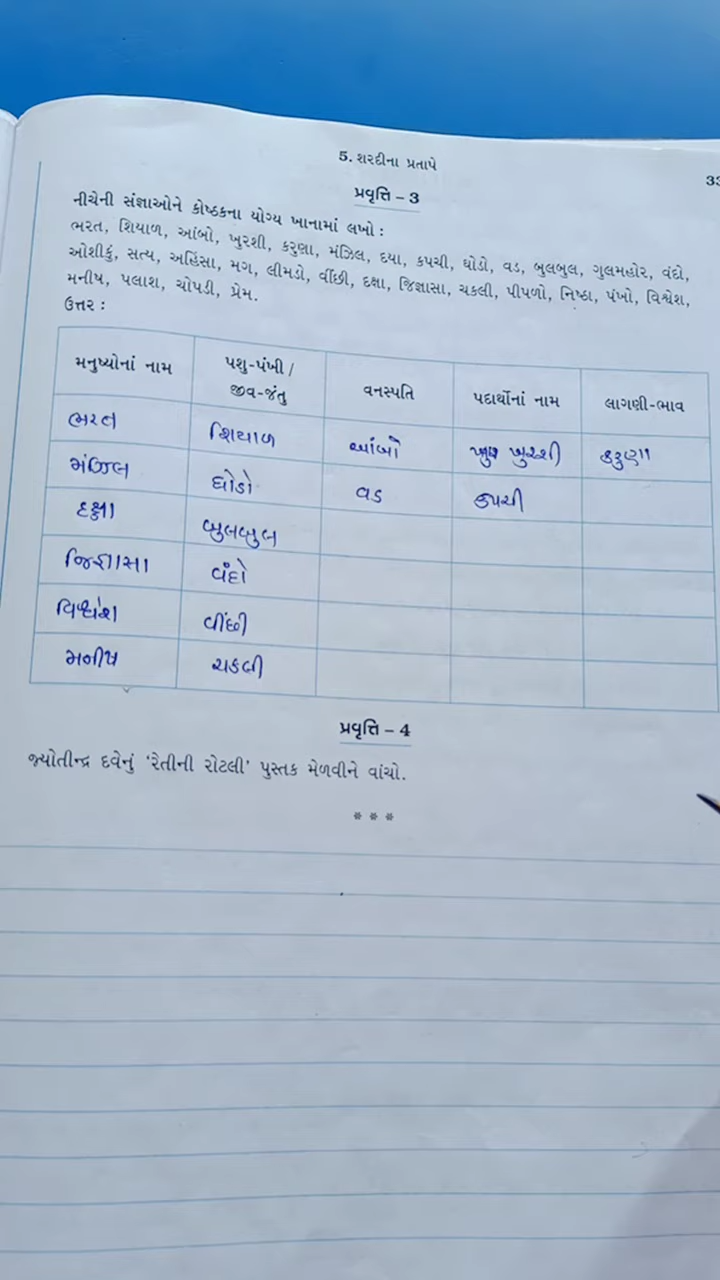 5. શરદીના પ્રતાપે
33
પ્રવૃત્તિ – 3
નીચેની સંજ્ઞાઓને કોષ્ઠકના યોગ્ય ખાનામાં લખો :
ભરત, શિયાળ, આંબો, ખુરશી, કરુણા, મંઝિલ, દયા, કપચી, ઘોડો, વડ, બુલબુલ, ગુલમહોર, વંદો,
ઓશીકું, સત્ય, અહિંસા, મગ, લીમડો, વીંછી, દક્ષા, જિજ્ઞાસા, ચકલી, પીપળો, નિષ્ઠા, પંખો, વિશ્વેશ,
મનીષ, પલાશ, ચોપડી, પ્રેમ.
ઉત્તર :
મનુષ્યોનાં નામ પશુ-પંખી / જીવ-જંતુ વનસ્પતિ પદાર્થોનાં નામ લાગણી-ભાવ
ભરત શિયાળ આંબો ખુરશી કરુણા
મંઝિલ ઘોડો વડ કપચી
દક્ષા બુલબુલ
જિજ્ઞાસા વંદો
વિશ્વેશ વીંછી
મનીષ ચકલી
પ્રવૃત્તિ – 4
જ્યોતીન્દ્ર દવેનું ‘રેતીની રોટલી’ પુસ્તક મેળવીને વાંચો.
* * *